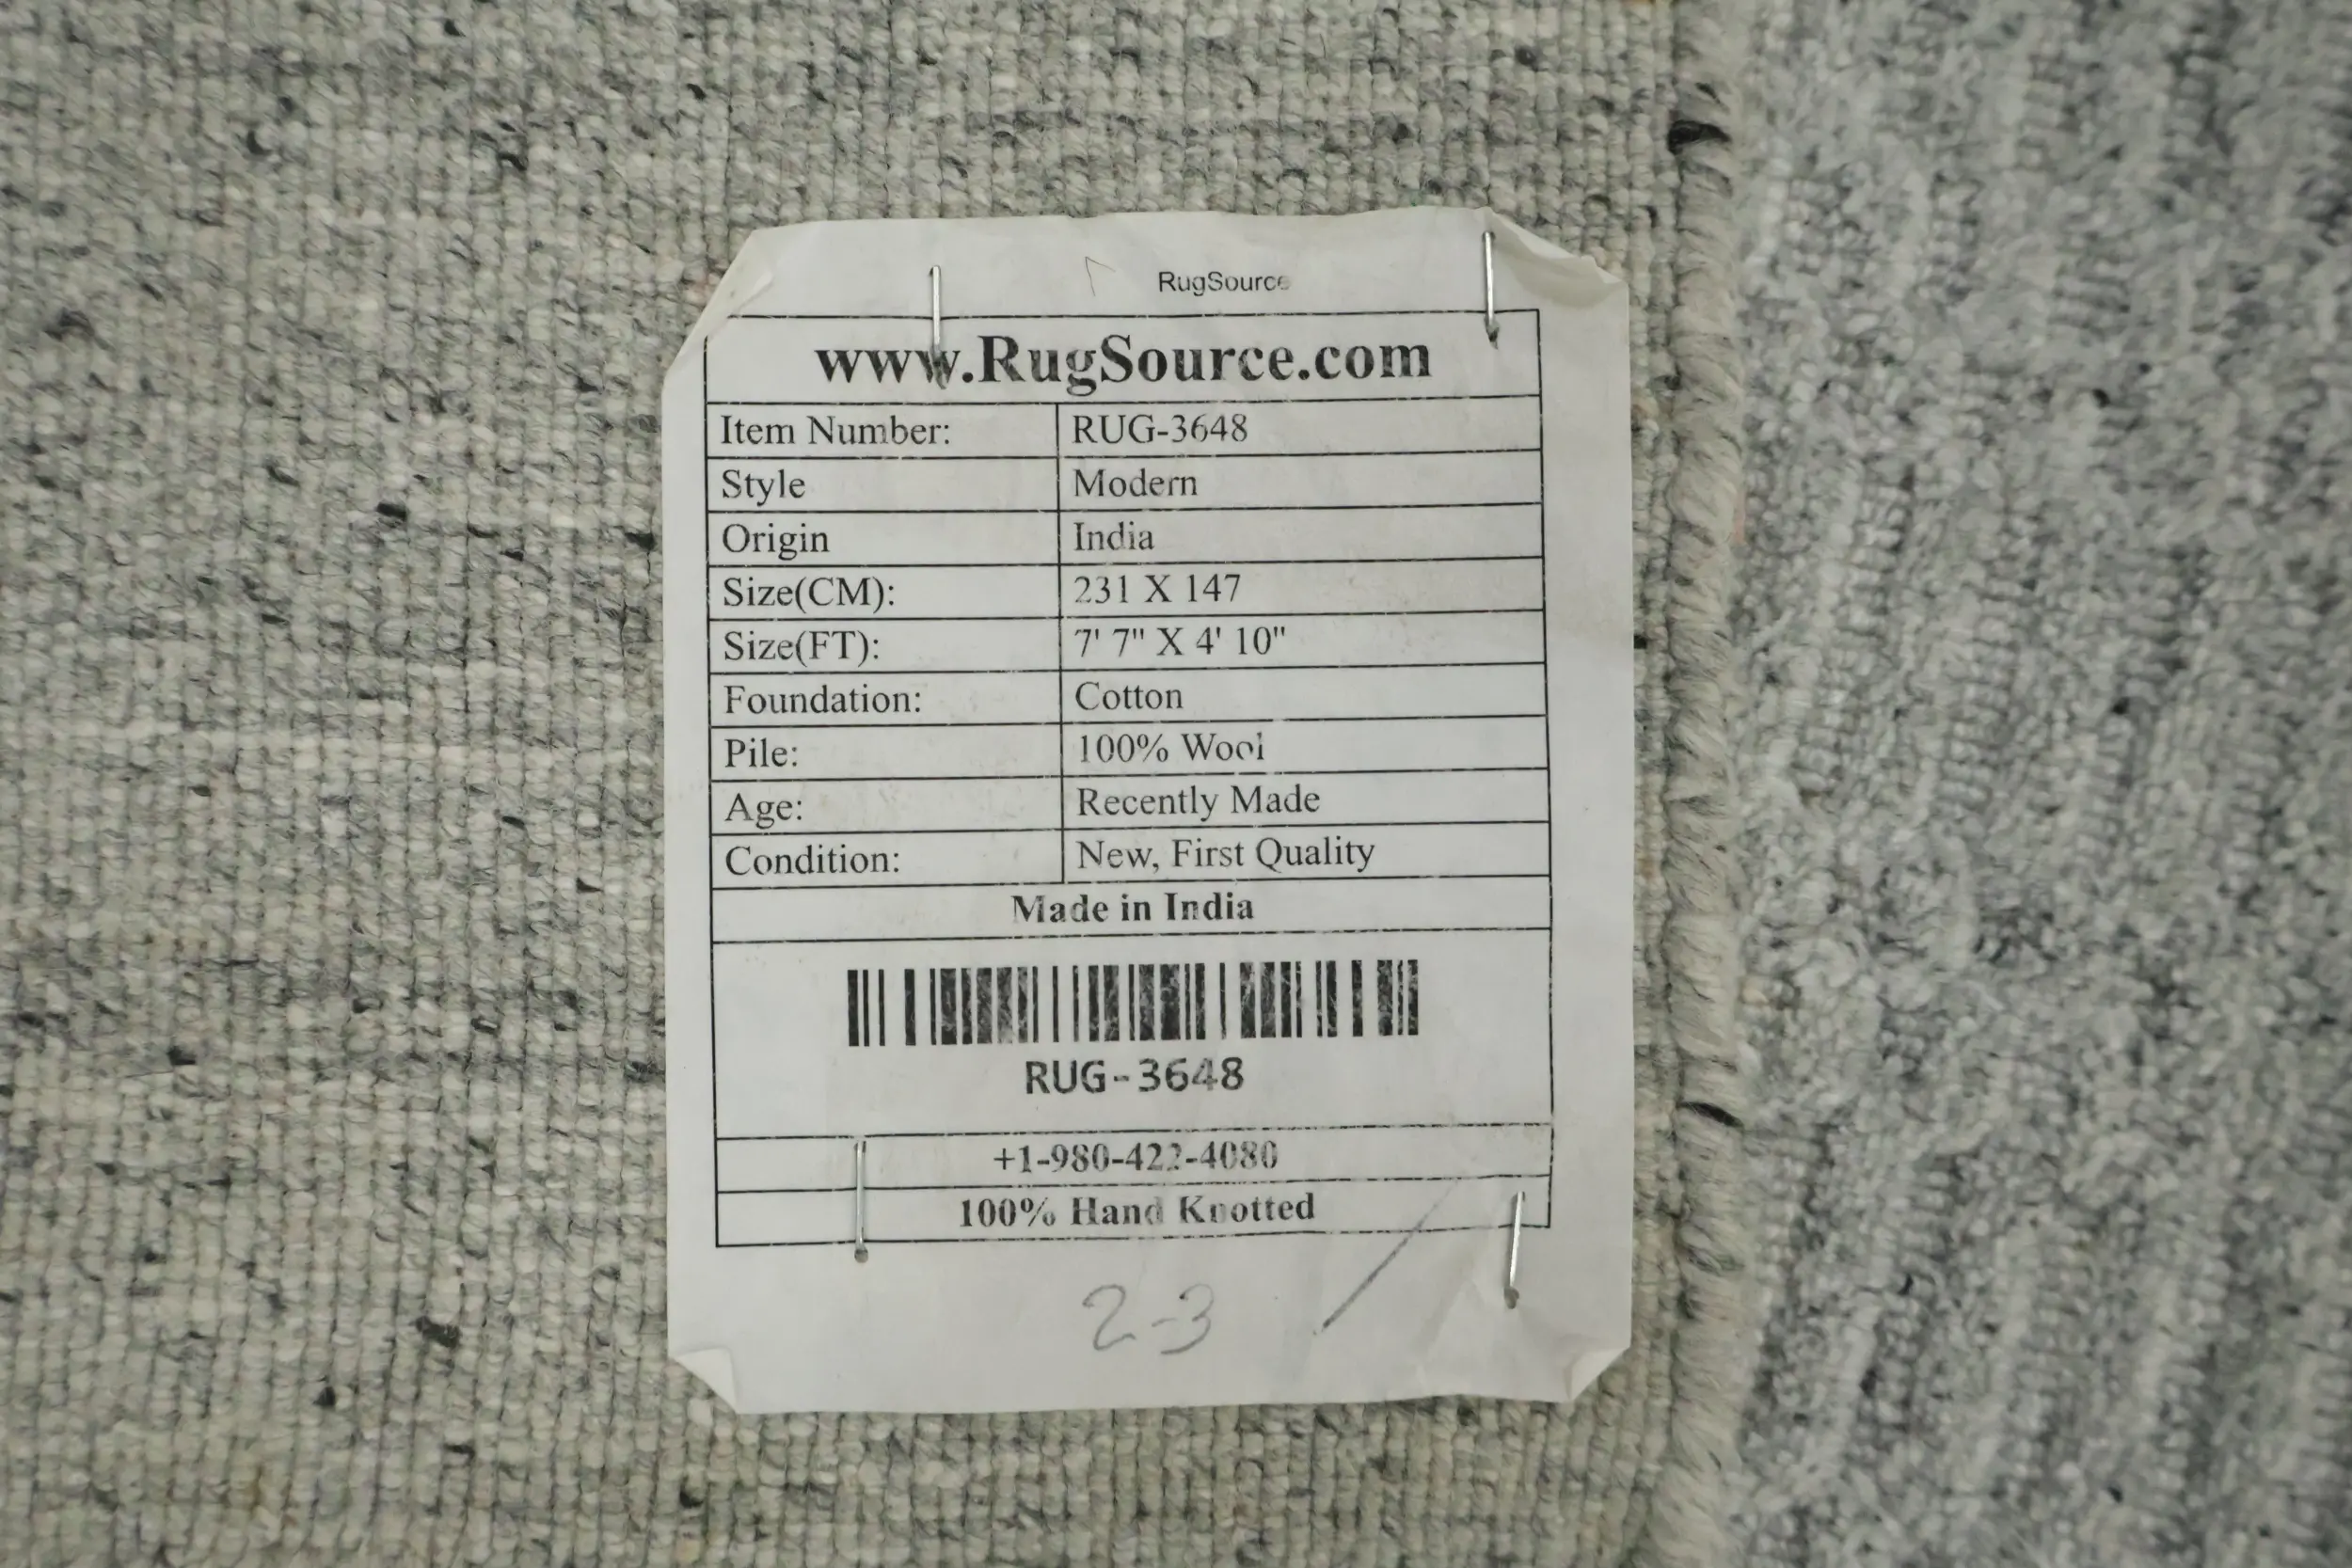 RugSource
www.RugSource.com
Item Number: RUG-3648
Style Modern
Origin India
Size(CM): 231 X 147
Size(FT): 7' 7" X 4' 10"
Foundation: Cotton
Pile: 100% Wool
Age: Recently Made
Condition: New, First Quality
Made in India
RUG-3648
+1-980-422-4080
100% Hand Knotted
2-3